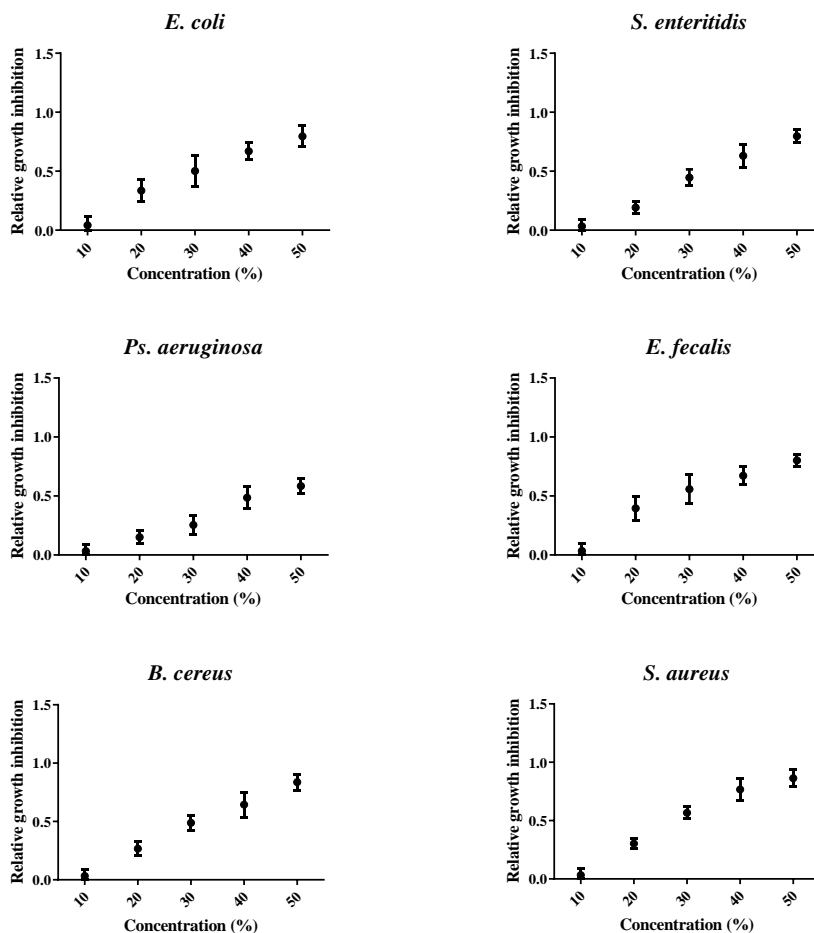 E. coli
Relative growth inhibition
1.5
1.0
0.5
0.0
10 20 30 40 50
Concentration (%)
S. enteritidis
Relative growth inhibition
1.5
1.0
0.5
0.0
10 20 30 40 50
Concentration (%)
Ps. aeruginosa
Relative growth inhibition
1.5
1.0
0.5
0.0
10 20 30 40 50
Concentration (%)
E. fecalis
Relative growth inhibition
1.5
1.0
0.5
0.0
10 20 30 40 50
Concentration (%)
B. cereus
Relative growth inhibition
1.5
1.0
0.5
0.0
10 20 30 40 50
Concentration (%)
S. aureus
Relative growth inhibition
1.5
1.0
0.5
0.0
10 20 30 40 50
Concentration (%)